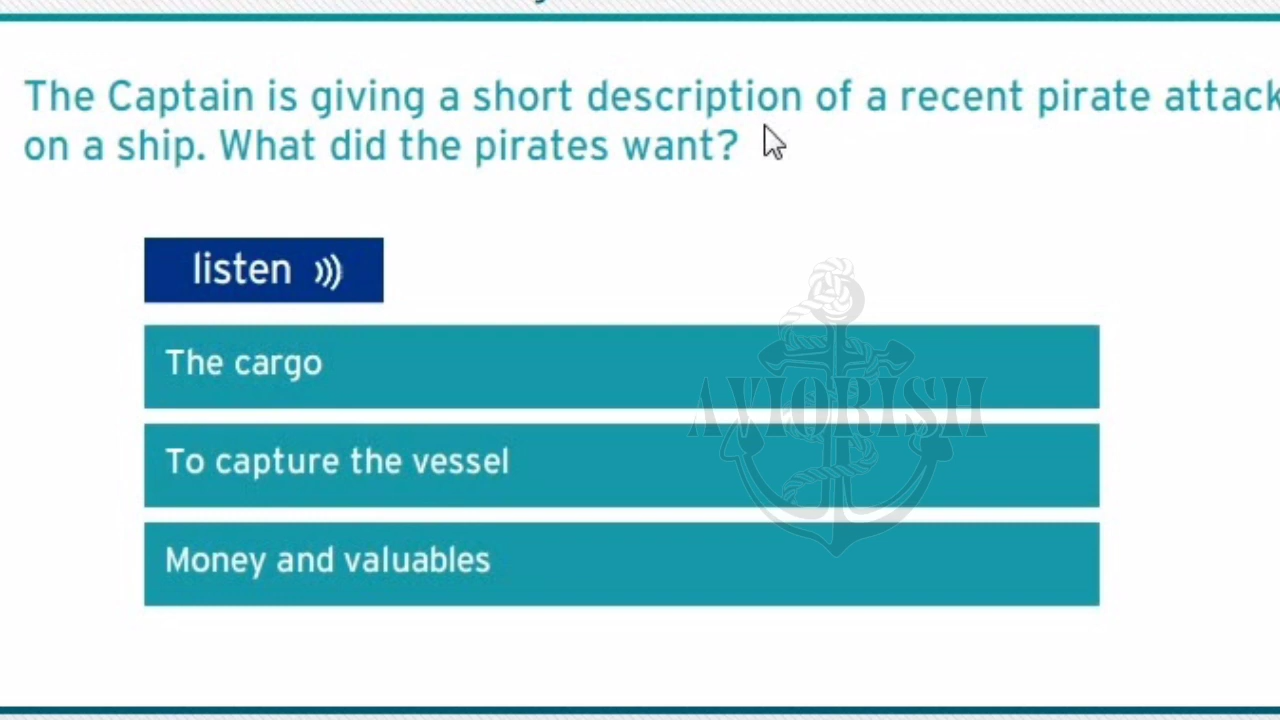 The Captain is giving a short description of a recent pirate attack
on a ship. What did the pirates want?
listen
The cargo
To capture the vessel
AVIORISH
Money and valuables